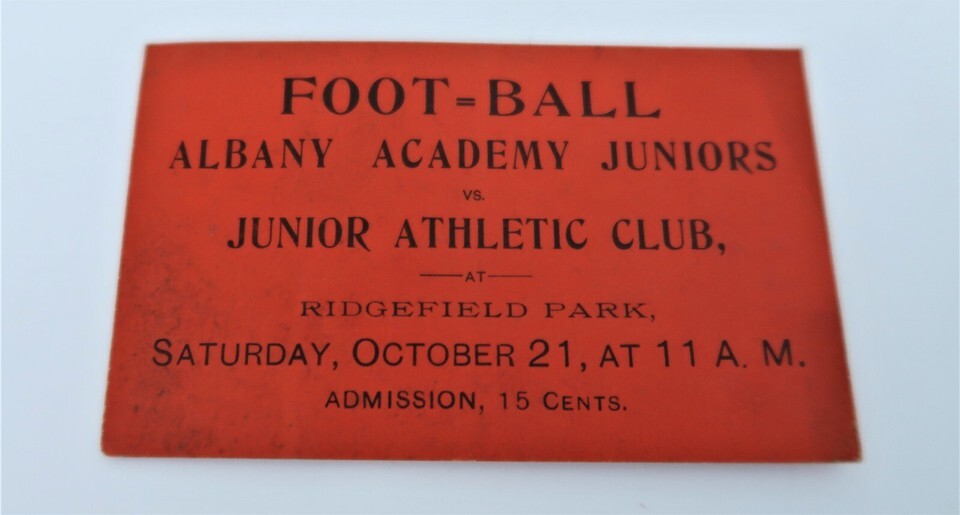 FOOT=BALL
ALBANY ACADEMY JUNIORS
VS.
JUNIOR ATHLETIC CLUB,
AT
RIDGEFIELD PARK,
SATURDAY, OCTOBER 21, AT 11 A. M.
ADMISSION, 15 CENTS.